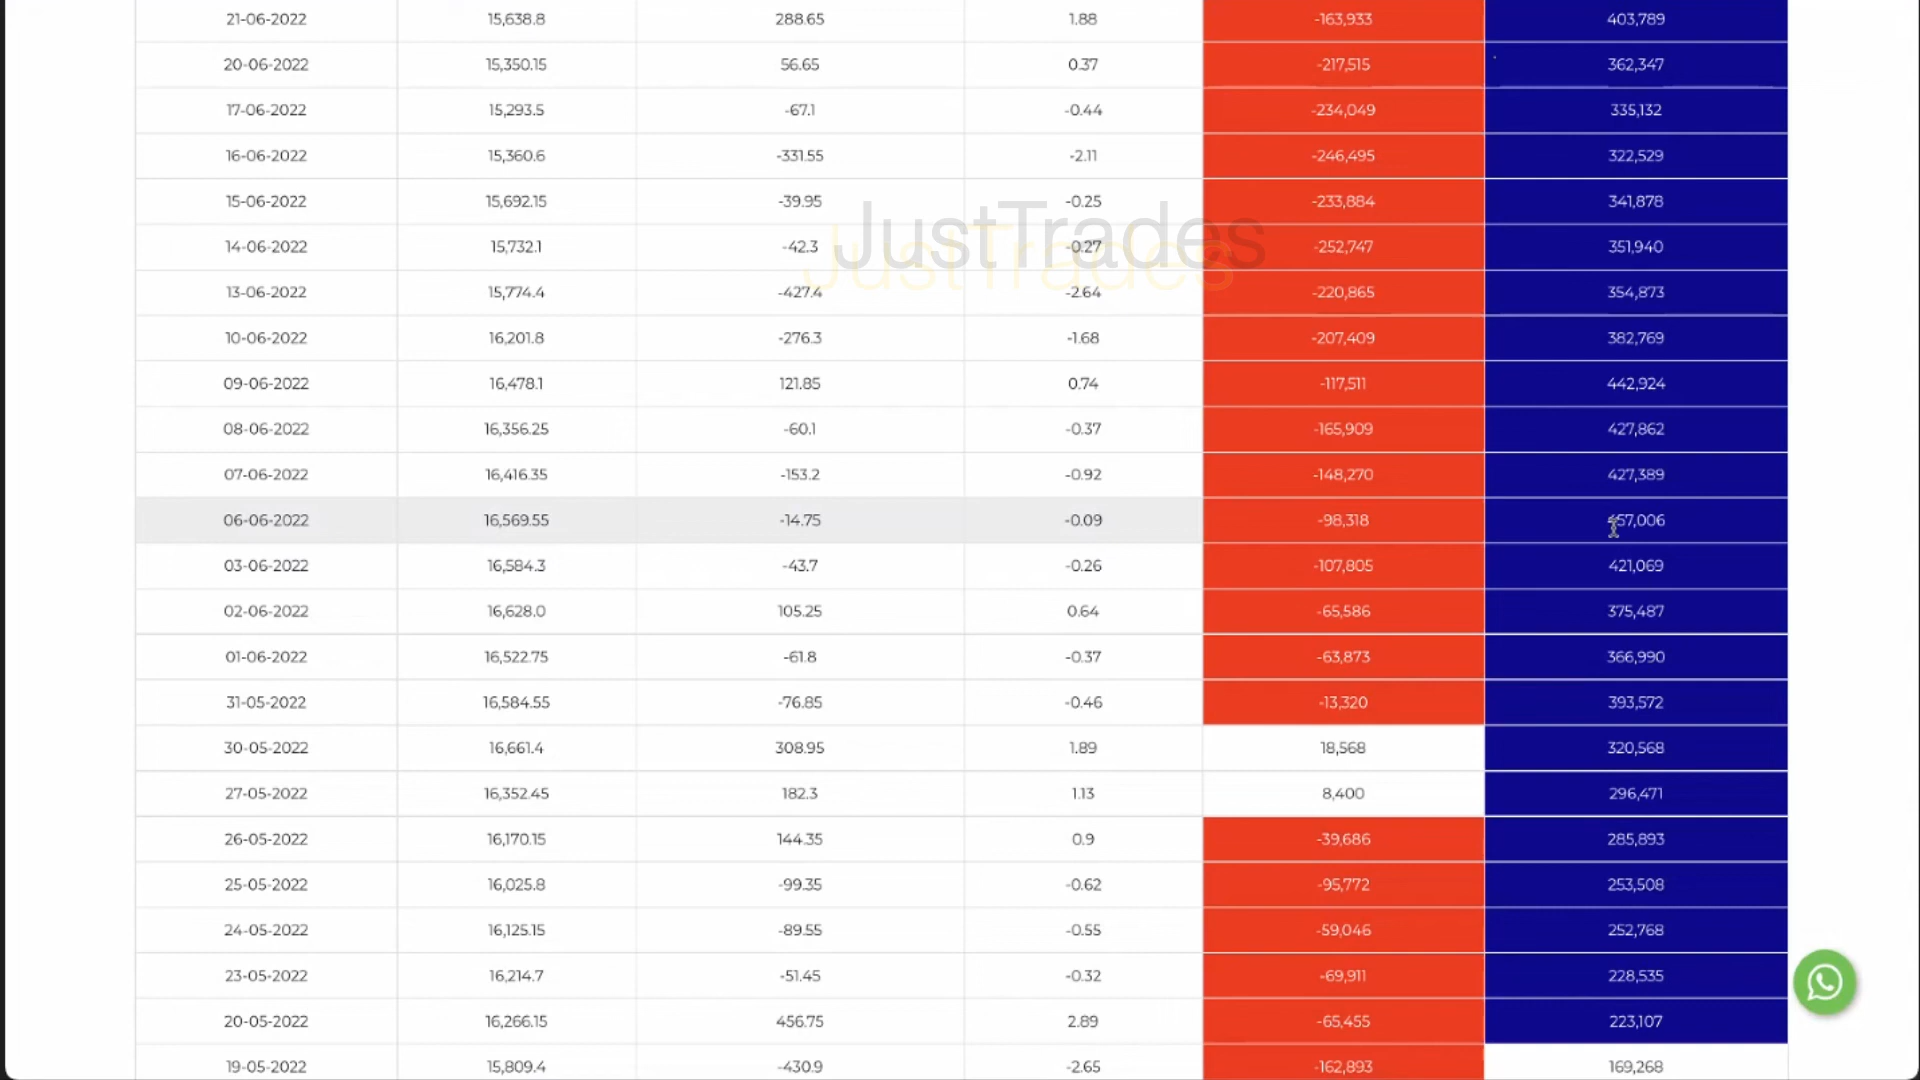 21-06-2022 15,638.8 288.65 1.88 -163,933 403,789
20-06-2022 15,350.15 56.65 0.37 -217,515 362,347
17-06-2022 15,293.5 -67.1 -0.44 -234,049 335,132
16-06-2022 15,360.6 -331.55 -2.11 -246,495 322,529
15-06-2022 15,692.15 -39.95 -0.25 -233,884 341,878
JustTrades
JustTrades
14-06-2022 15,732.1 -42.3 -0.27 -252,747 351,940
13-06-2022 15,774.4 -427.4 -2.64 -220,865 354,873
10-06-2022 16,201.8 -276.3 -1.68 -207,409 382,769
09-06-2022 16,478.1 121.85 0.74 -117,511 442,924
08-06-2022 16,356.25 -60.1 -0.37 -165,909 427,862
07-06-2022 16,416.35 -153.2 -0.92 -148,270 427,389
06-06-2022 16,569.55 -14.75 -0.09 -98,318 457,006
03-06-2022 16,584.3 -43.7 -0.26 -107,805 421,069
02-06-2022 16,628.0 105.25 0.64 -65,586 375,487
01-06-2022 16,522.75 -61.8 -0.37 -63,873 366,990
31-05-2022 16,584.55 -76.85 -0.46 -13,320 393,572
30-05-2022 16,661.4 308.95 1.89 18,568 320,568
27-05-2022 16,352.45 182.3 1.13 8,400 296,471
26-05-2022 16,170.15 144.35 0.9 -39,686 285,893
25-05-2022 16,025.8 -99.35 -0.62 -95,772 253,508
24-05-2022 16,125.15 -89.55 -0.55 -59,046 252,768
23-05-2022 16,214.7 -51.45 -0.32 -69,911 228,535
20-05-2022 16,266.15 456.75 2.89 -65,455 223,107
19-05-2022 15,809.4 -430.9 -2.65 -162,893 169,268